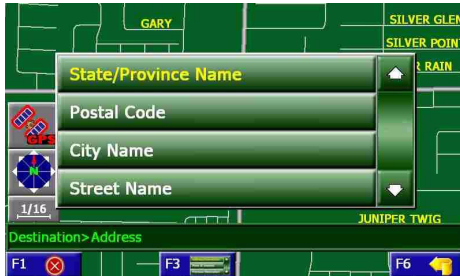 GARY
SILVER GLEN
SILVER POINT
RAIN
State/Province Name
Postal Code
City Name
Street Name
GPS
N
1/16
JUNIPER TWIG
Destination>Address
F1
F3
F6